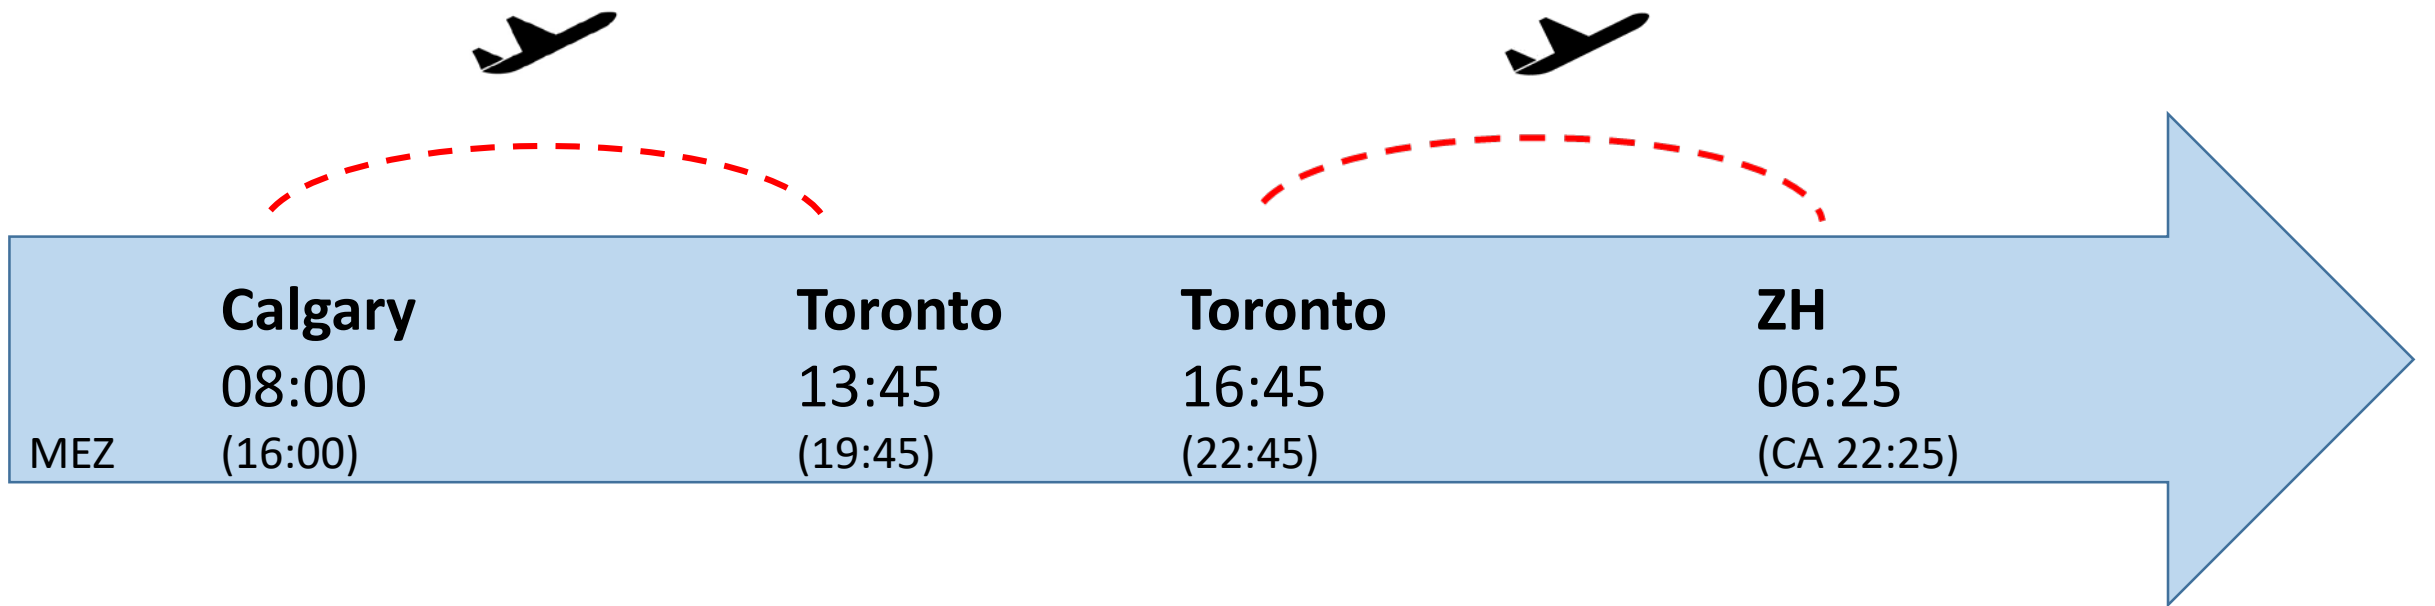 Calgary Toronto Toronto ZH
08:00 13:45 16:45 06:25
MEZ (16:00) (19:45) (22:45) (CA 22:25)